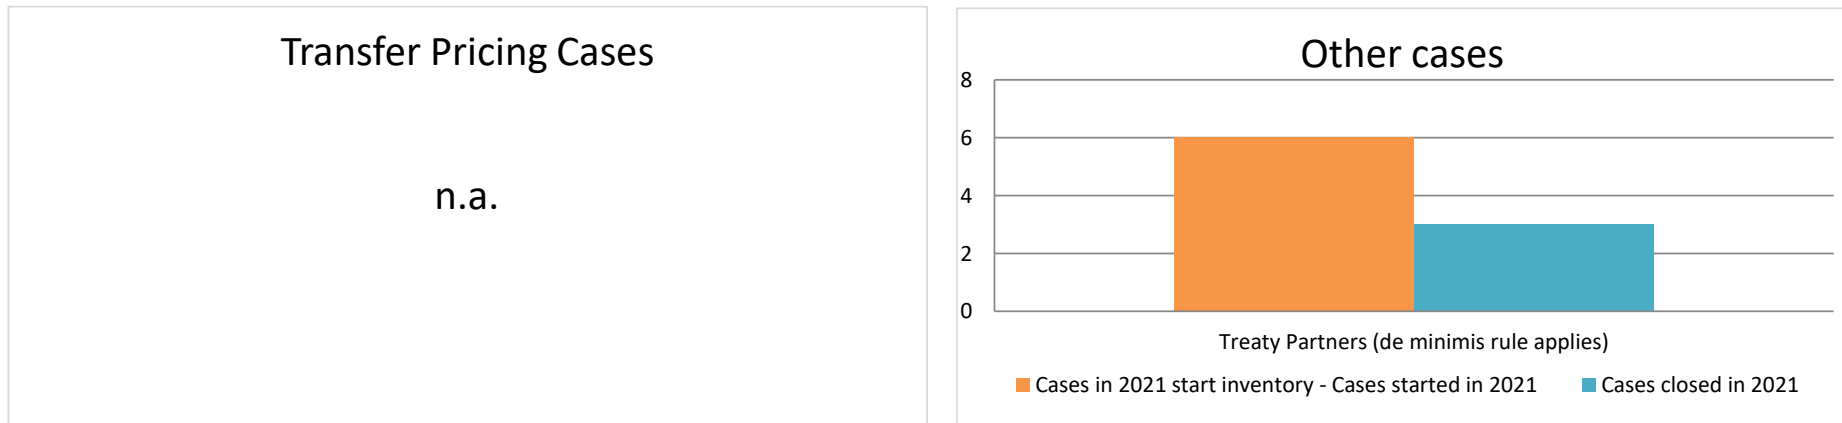 Transfer Pricing Cases
n.a.
Other cases
8
6
4
2
0
Treaty Partners (de minimis rule applies)
Cases in 2021 start inventory - Cases started in 2021
Cases closed in 2021